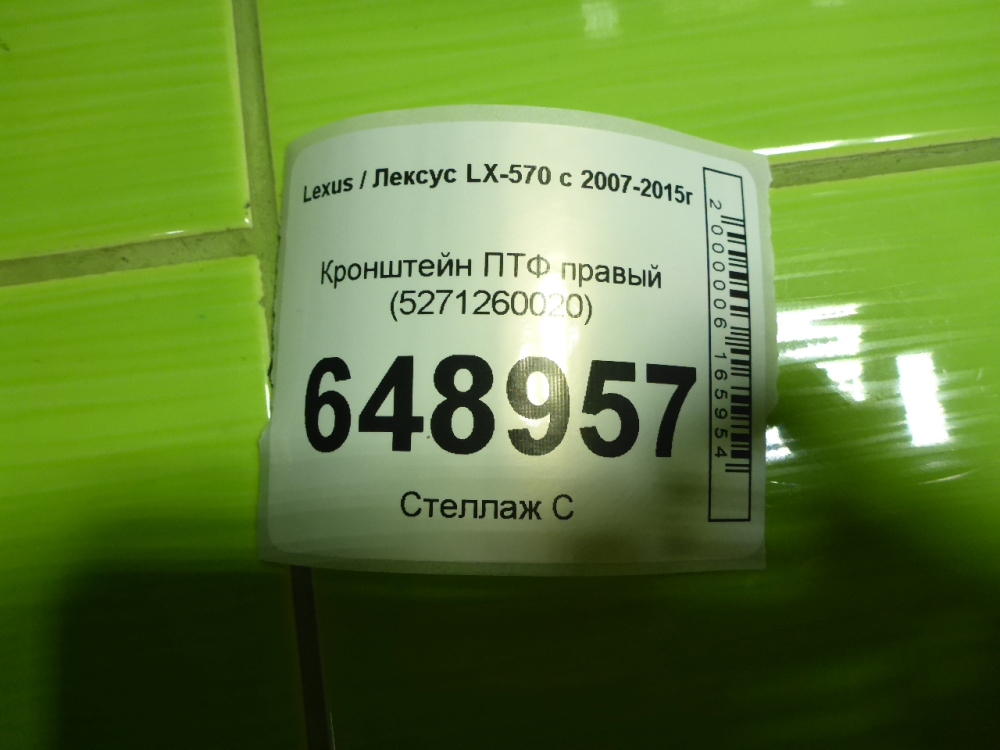 Lexus / Лексус LX-570 с 2007-2015г
Кронштейн ПТФ правый
(5271260020)
648957
Стеллаж С
2000006165954